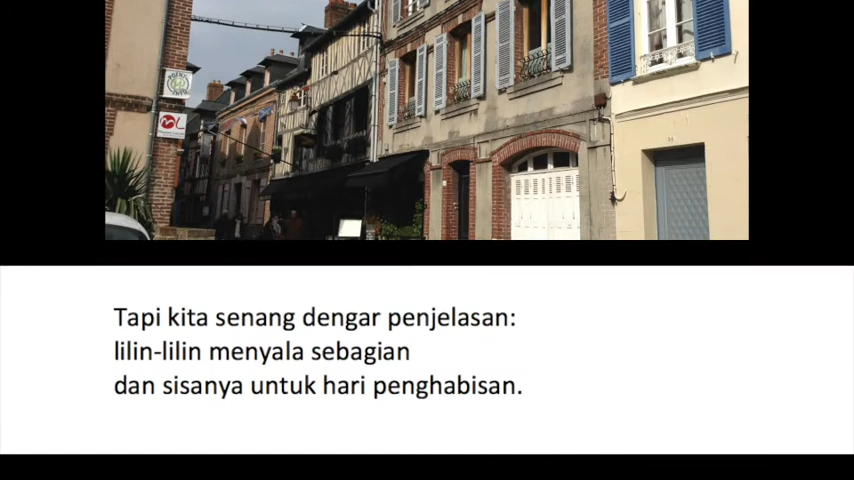 Tapi kita senang dengar penjelasan:
lilin-lilin menyala sebagian
dan sisanya untuk hari penghabisan.